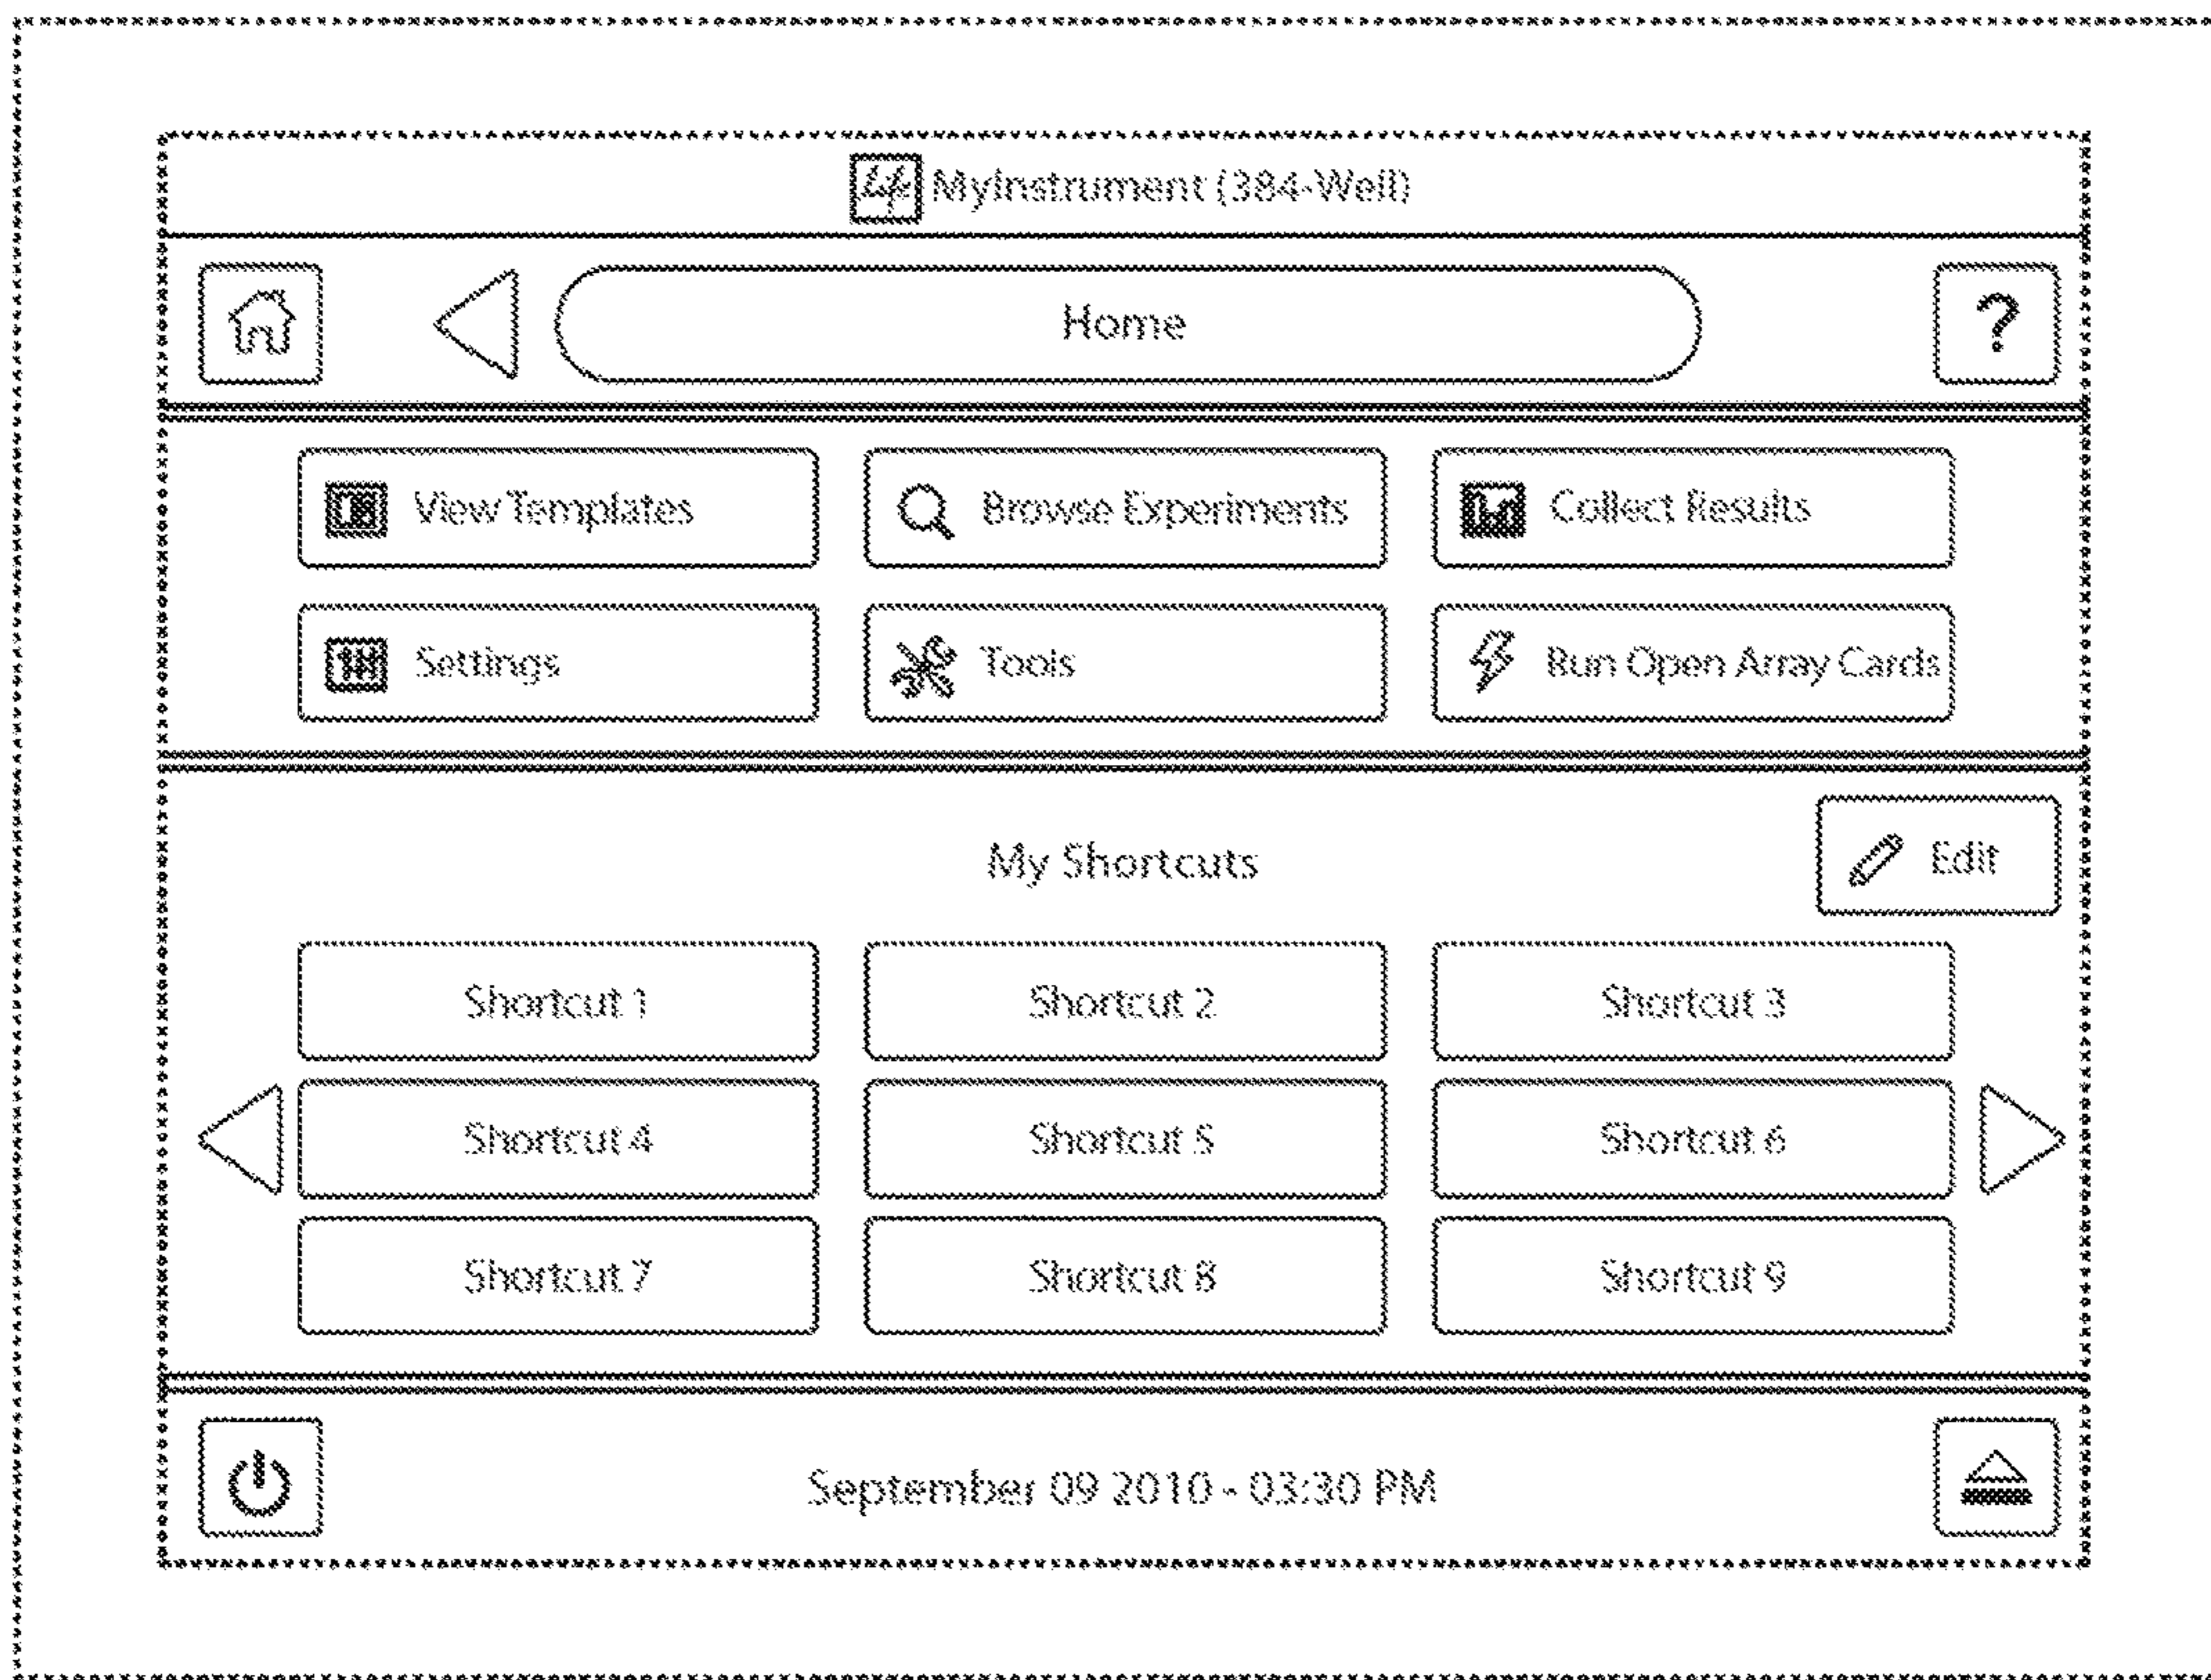 MyInstrument (384-Well)
Home
?
View Templates
Browse Experiments
Collect Results
Settings
Tools
Run Open Array Cards
My Shortcuts
Edit
Shortcut 1
Shortcut 2
Shortcut 3
Shortcut 4
Shortcut 5
Shortcut 6
Shortcut 7
Shortcut 8
Shortcut 9
September 09 2010 - 03:30 PM